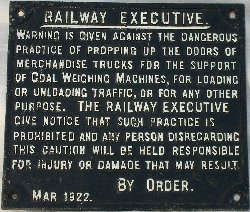 RAILWAY EXECUTIVE.
WARNING IS GIVEN AGAINST THE DANGEROUS
PRACTICE OF PROPPING UP THE DOORS OF
MERCHANDISE TRUCKS FOR THE SUPPORT
OF COAL WEIGHING MACHINES, FOR LOADING
OR UNLOADING TRAFFIC, OR FOR ANY OTHER
PURPOSE. THE RAILWAY EXECUTIVE
GIVE NOTICE THAT SUCH PRACTICE IS
PROHIBITED AND ANY PERSON DISREGARDING
THIS CAUTION WILL BE HELD RESPONSIBLE
FOR INJURY OR DAMAGE THAT MAY RESULT.
BY ORDER.
MAR 1922.